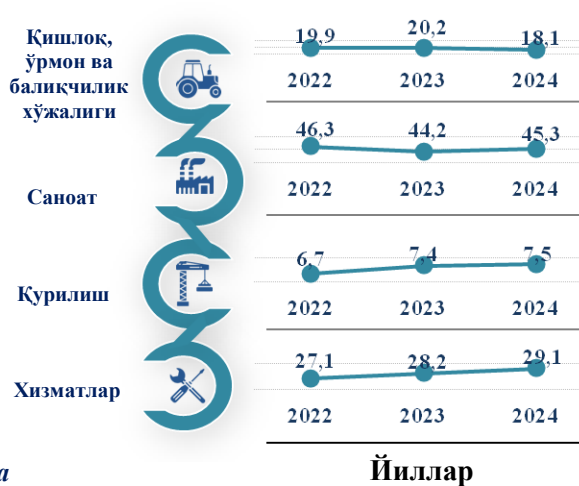 Қишлоқ,
ўрмон ва
балиқчилик
хўжалиги
19,9 20,2 18,1
2022 2023 2024
Саноат
46,3 44,2 45,3
2022 2023 2024
Қурилиш
6,7 7,4 7,5
2022 2023 2024
Хизматлар
27,1 28,2 29,1
2022 2023 2024
а
Йиллар